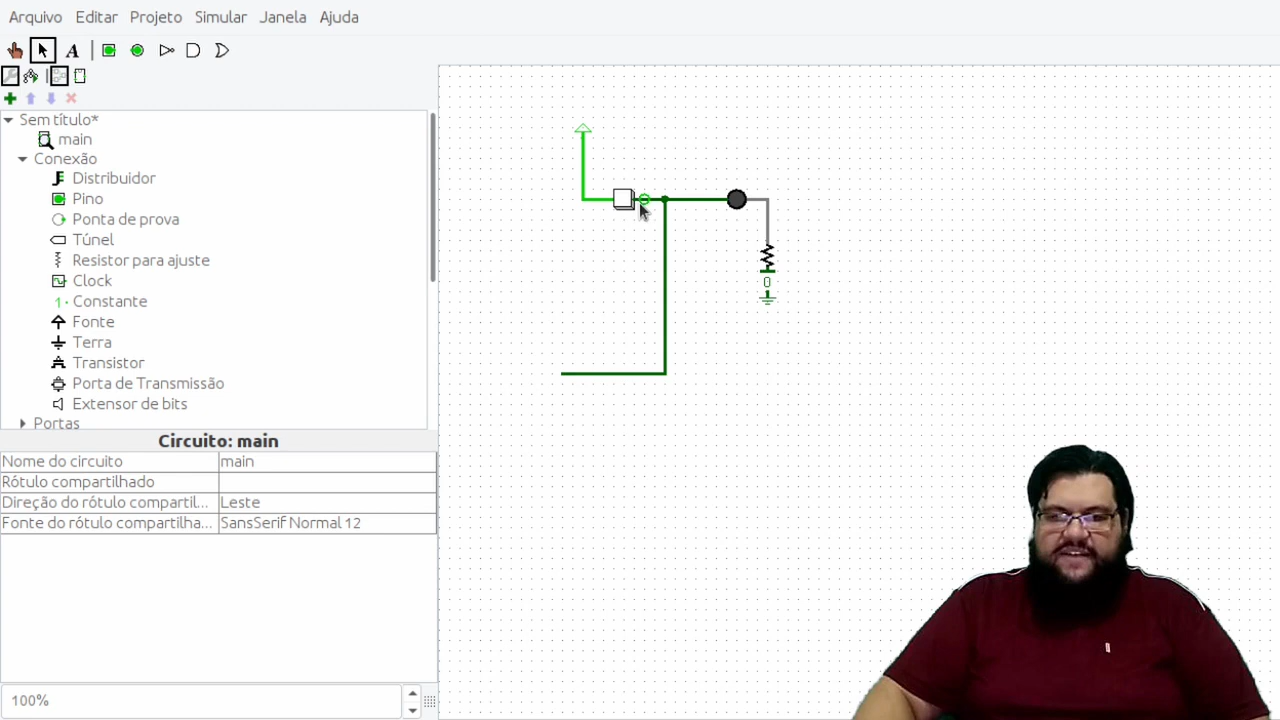 Arquivo Editar Projeto Simular Janela Ajuda
A
Sem título*
main
Conexão
Distribuidor
Pino
Ponta de prova
Túnel
Resistor para ajuste
Clock
1 Constante
Fonte
Terra
Transistor
Porta de Transmissão
Extensor de bits
Portas
0
Circuito: main
Nome do circuito main
Rótulo compartilhado
Direção do rótulo compartil... Leste
Fonte do rótulo compartilha... SansSerif Normal 12
100%